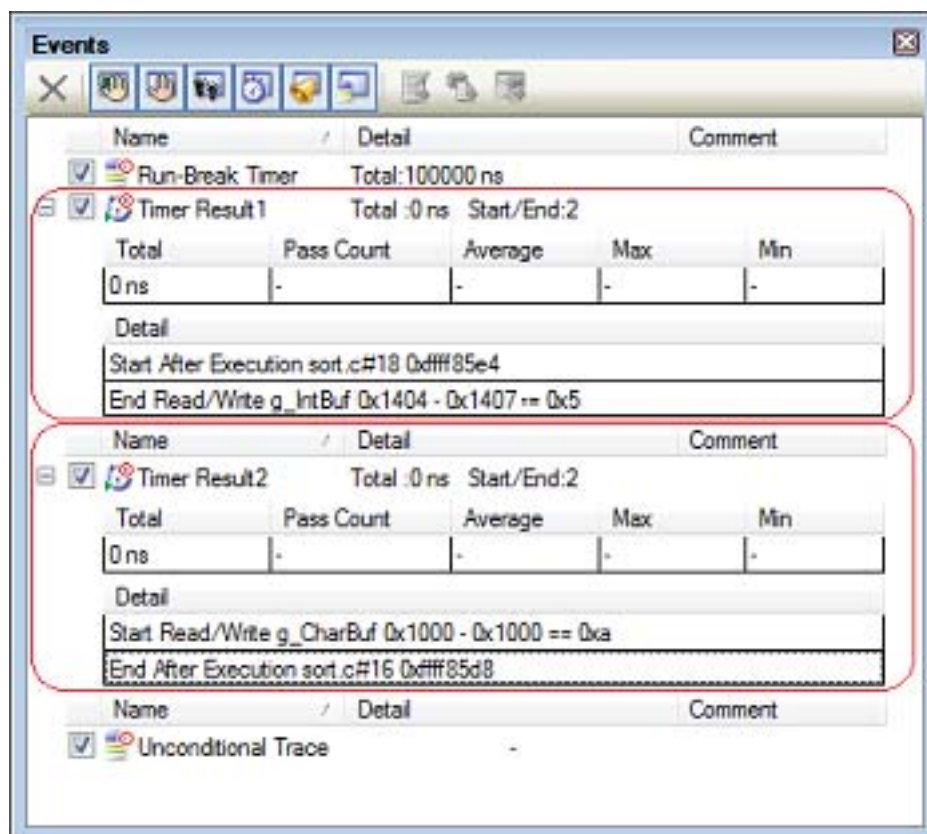 Events
Name / Detail Comment
Run-Break Timer Total:100000 ns
Timer Result1 Total :0 ns Start/End:2
Total Pass Count Average Max Min
0 ns - - - -
Detail
Start After Execution sort.c#18 0xffff85e4
End Read/Write g_IntBuf 0x1404 - 0x1407 == 0x5
Name / Detail Comment
Timer Result2 Total :0 ns Start/End:2
Total Pass Count Average Max Min
0 ns - - - -
Detail
Start Read/Write g_CharBuf 0x1000 - 0x1000 == 0xa
End After Execution sort.c#16 0xffff85d8
Name / Detail Comment
Unconditional Trace -